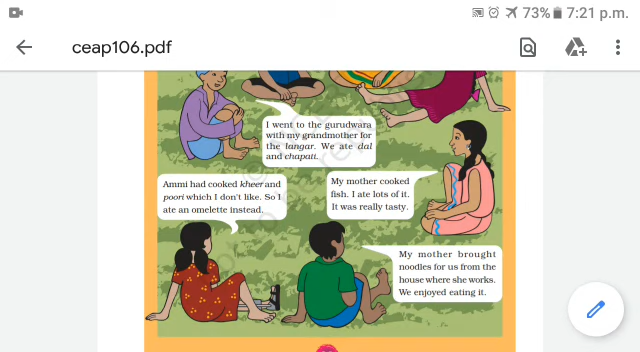 73% 7:21 p.m.
ceap106.pdf
I went to the gurudwara
with my grandmother for
the langar. We ate dal
and chapati.
Ammi had cooked kheer and
poori which I don't like. So I
ate an omelette instead.
My mother cooked
fish. I ate lots of it.
It was really tasty.
My mother brought
noodles for us from the
house where she works.
We enjoyed eating it.